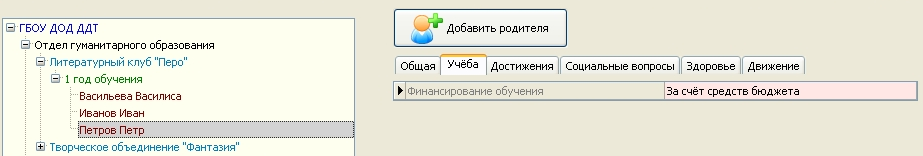 ГБОУ ДОД ДДТ
Отдел гуманитарного образования
Литературный клуб "Перо"
1 год обучения
Васильева Василиса
Иванов Иван
Петров Петр
Творческое объединение "Фантазия"
Добавить родителя
Общая Учёба Достижения Социальные вопросы Здоровье Движение
Финансирование обучения За счёт средств бюджета